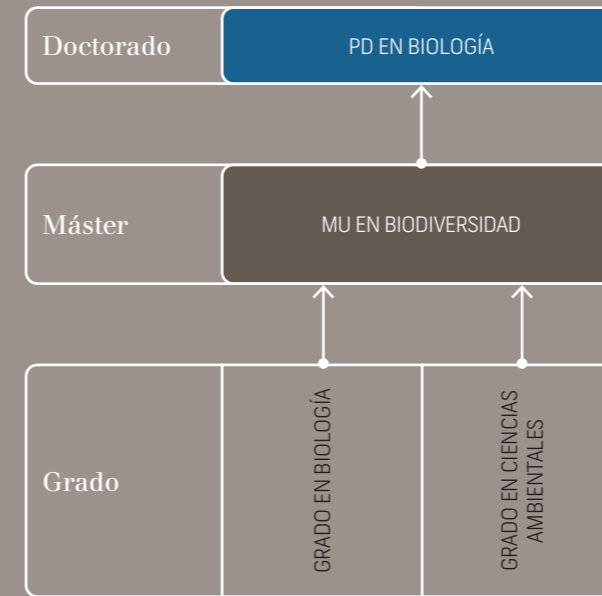 Doctorado
PD EN BIOLOGÍA
Máster
MU EN BIODIVERSIDAD
Grado
GRADO EN BIOLOGÍA
GRADO EN CIENCIAS
AMBIENTALES